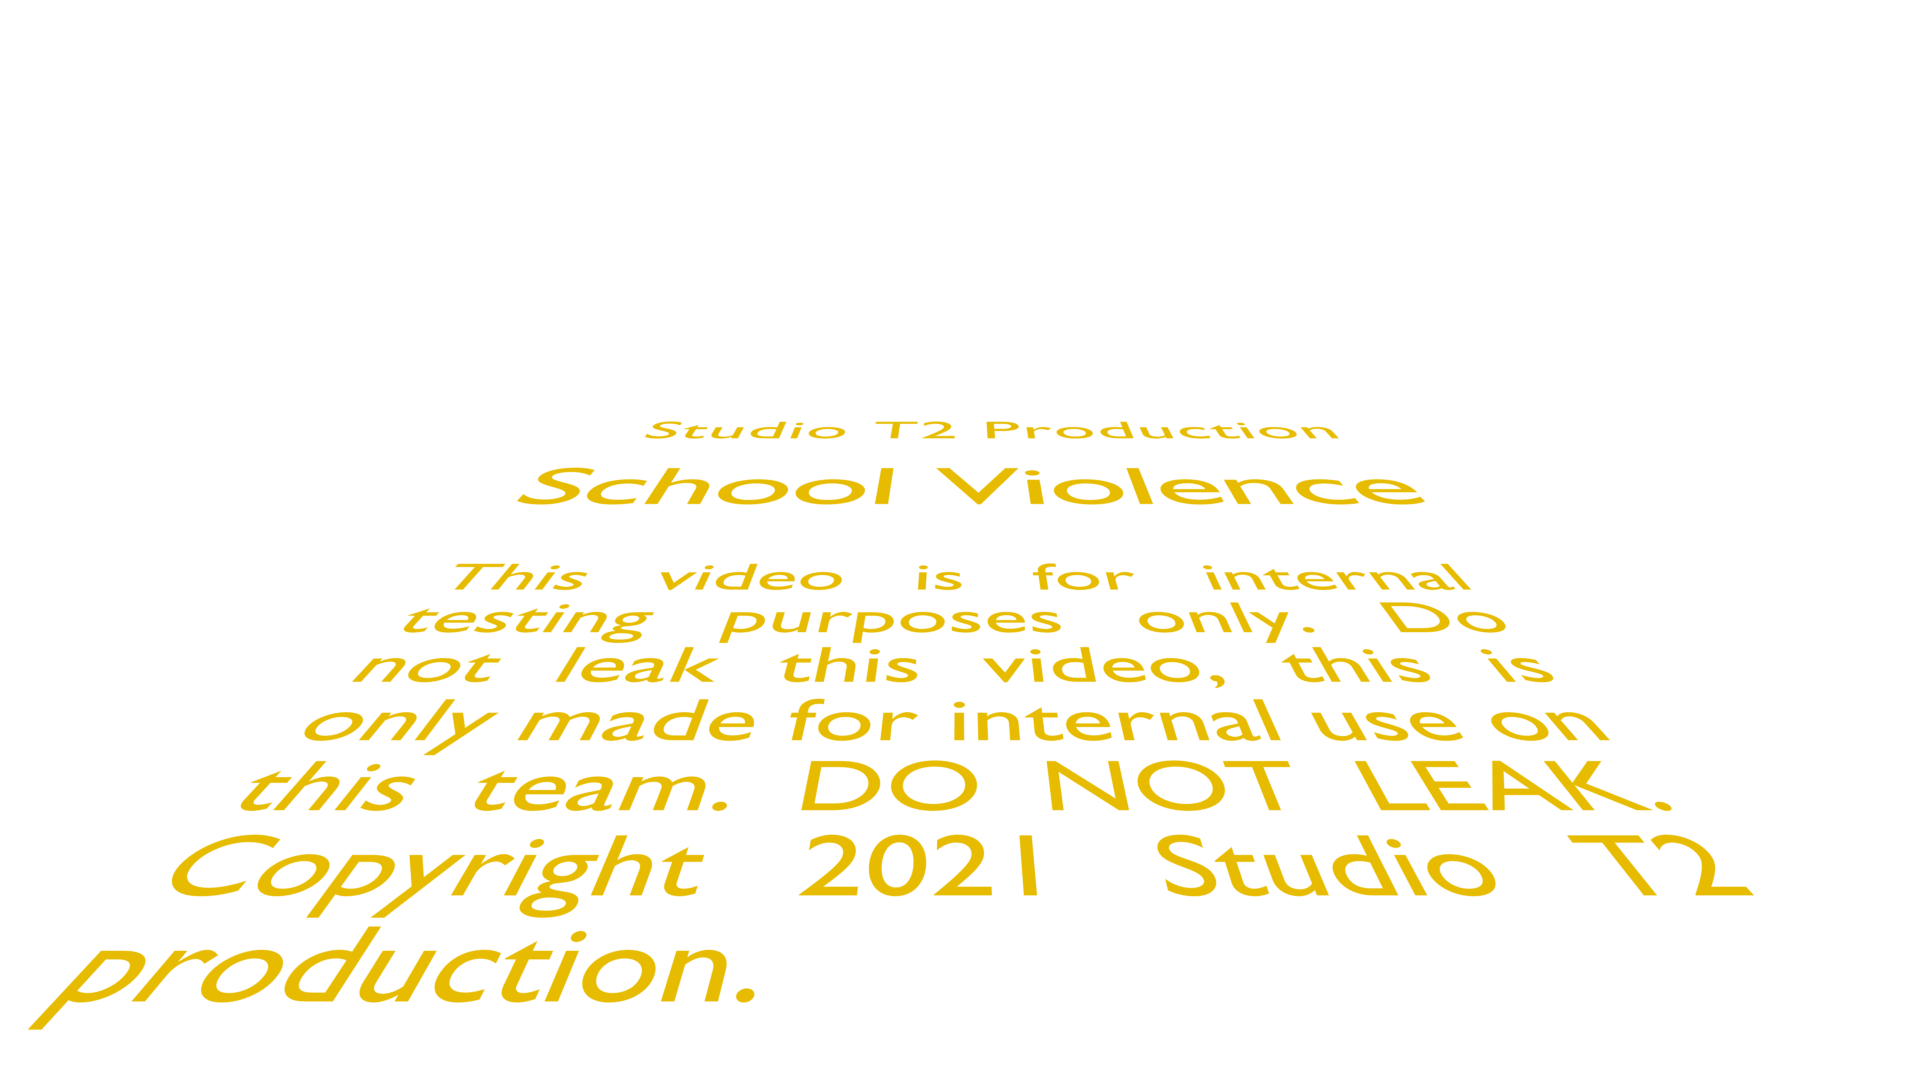 Studio T2 Production
School Violence
This video is for internal
testing purposes only. Do
not leak this video, this is
only made for internal use on
this team. DO NOT LEAK.
Copyright 2021 Studio T2
production.